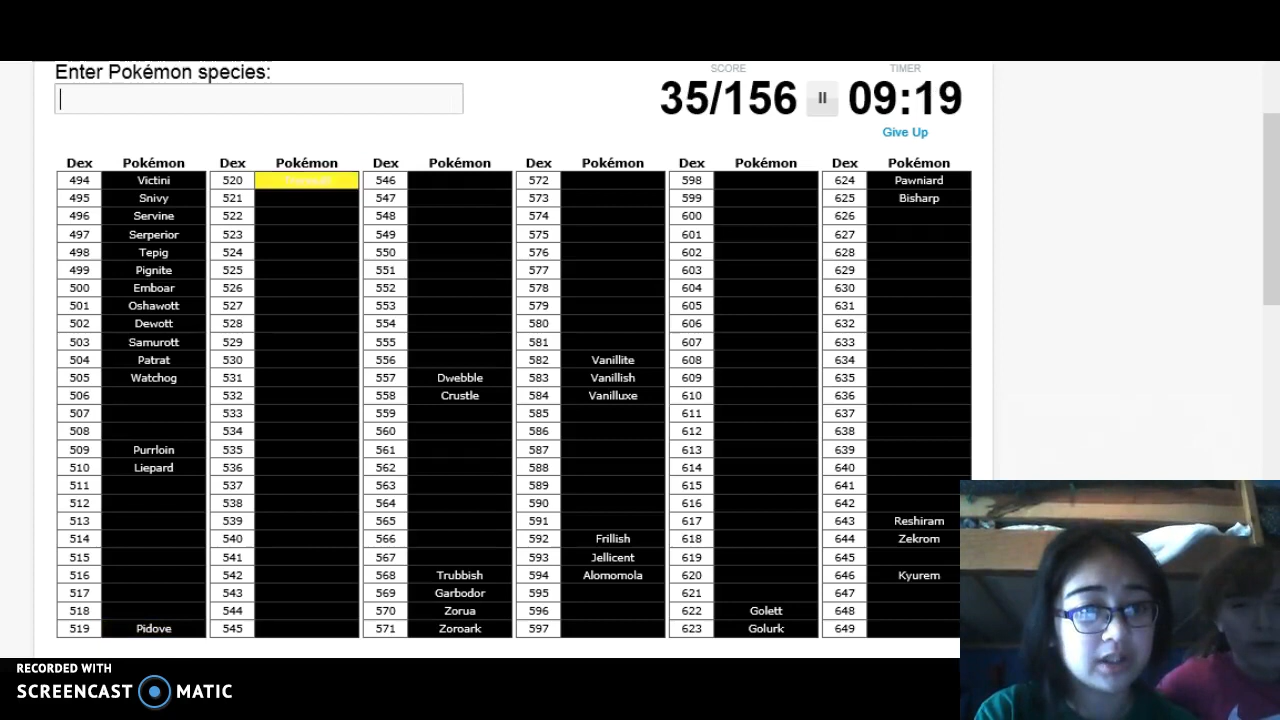 Enter Pokémon species:
SCORE TIMER
35/156 II 09:19
Give Up
Dex Pokémon Dex Pokémon Dex Pokémon Dex Pokémon Dex Pokémon Dex Pokémon
494 Victini 520 546 572 598 624 Pawniard
495 Snivy 521 547 573 599 625 Bisharp
496 Servine 522 548 574 600 626
497 Serperior 523 549 575 601 627
498 Tepig 524 550 576 602 628
499 Pignite 525 551 577 603 629
500 Emboar 526 552 578 604 630
501 Oshawott 527 553 579 605 631
502 Dewott 528 554 580 606 632
503 Samurott 529 555 581 607 633
504 Patrat 530 556 582 Vanillite 608 634
505 Watchog 531 557 Dwebble 583 Vanillish 609 635
506 532 558 Crustle 584 Vanilluxe 610 636
507 533 559 585 611 637
508 534 560 586 612 638
509 Purrloin 535 561 587 613 639
510 Liepard 536 562 588 614 640
511 537 563 589 615 641
512 538 564 590 616 642
513 539 565 591 617 643 Reshiram
514 540 566 592 Frillish 618 644 Zekrom
515 541 567 593 Jellicent 619 645
516 542 568 Trubbish 594 Alomomola 620 646 Kyurem
517 543 569 Garbodor 595 621 647
518 544 570 Zorua 596 622 Golett 648
519 Pidove 545 571 Zoroark 597 623 Golurk 649
RECORDED WITH
SCREENCAST MATIC